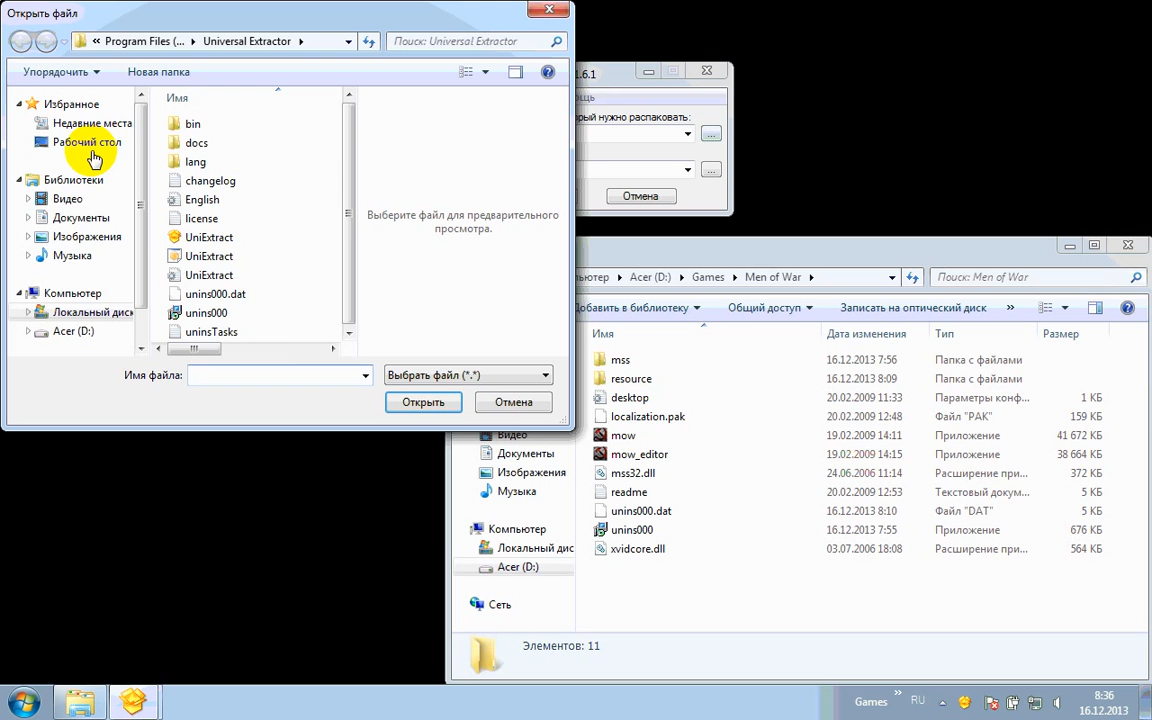 Открыть файл
« Program Files (... ▸ Universal Extractor ▸
Поиск: Universal Extractor
Упорядочить
Новая папка
Избранное
Недавние места
Рабочий стол
Библиотеки
Видео
Документы
Изображения
Музыка
Компьютер
Локальный диск
Acer (D:)
Имя
bin
docs
lang
changelog
English
license
UniExtract
UniExtract
UniExtract
unins000.dat
unins000
uninsTasks
Выберите файл для предварительного
просмотра.
Имя файла:
Выбрать файл (*.*)
Открыть
Отмена
1.6.1
ощь
орый нужно распаковать:
...
...
Отмена
ьютер ▸ Acer (D:) ▸ Games ▸ Men of War ▸
Поиск: Men of War
Добавить в библиотеку
Общий доступ
Записать на оптический диск
»
Имя
Дата изменения
Тип
Размер
mss 16.12.2013 7:56 Папка с файлами
resource 16.12.2013 8:09 Папка с файлами
desktop 20.02.2009 11:33 Параметры конф... 1 КБ
localization.pak 20.02.2009 12:48 Файл "PAK" 159 КБ
mow 19.02.2009 14:11 Приложение 41 672 КБ
mow_editor 19.02.2009 14:15 Приложение 38 664 КБ
mss32.dll 24.06.2006 11:14 Расширение при... 372 КБ
readme 20.02.2009 12:53 Текстовый докум... 5 КБ
unins000.dat 16.12.2013 8:10 Файл "DAT" 5 КБ
unins000 16.12.2013 7:55 Приложение 676 КБ
xvidcore.dll 03.07.2006 18:08 Расширение при... 564 КБ
Видео
Документы
Изображения
Музыка
Компьютер
Локальный дис
Acer (D:)
Сеть
Элементов: 11
Games »
RU
8:36
16.12.2013